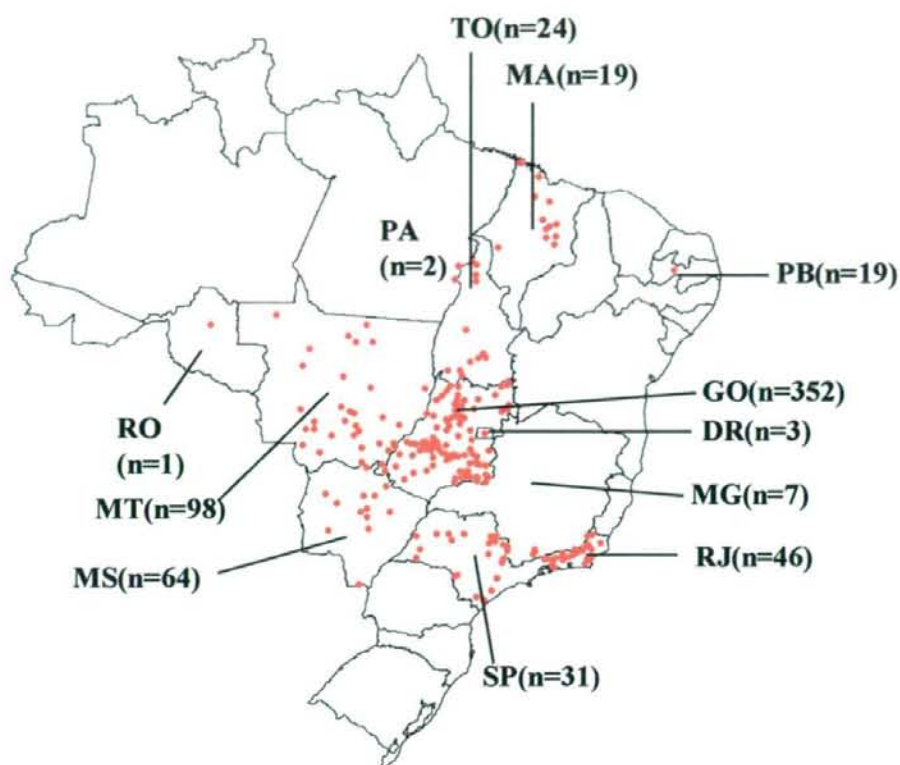 TO(n=24)
MA(n=19)
PA
(n=2)
PB(n=19)
GO(n=352)
RO
(n=1)
DR(n=3)
MT(n=98)
MG(n=7)
RJ(n=46)
MS(n=64)
SP(n=31)